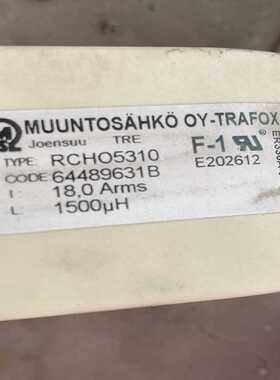 MUUNTOSÄHKÖ OY-TRAFOX
Joensuu TRE
TYPE: RCHO5310 F-1
CODE: 64489631B E202612
I: 18,0 Arms
L: 1500µH